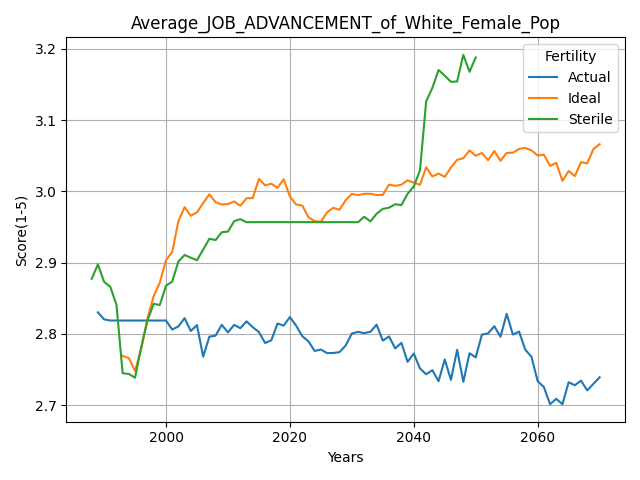 Average_JOB_ADVANCEMENT_of_White_Female_Pop
Score(1-5)
3.2
3.1
3.0
2.9
2.8
2.7
Fertility
Actual
Ideal
Sterile
2000 2020 2040 2060
Years